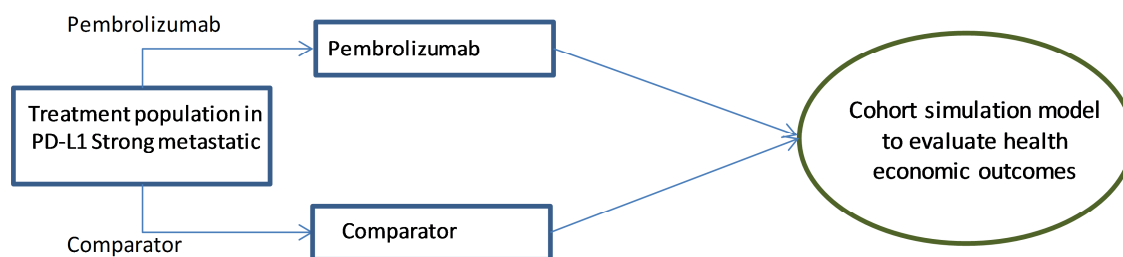 Pembrolizumab
Pembrolizumab
Treatment population in
PD-L1 Strong metastatic
Cohort simulation model
to evaluate health
economic outcomes
Comparator
Comparator